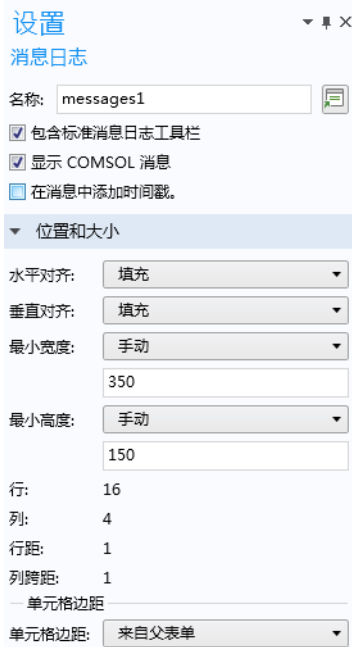 设置
消息日志
名称: messages1
包含标准消息日志工具栏
显示 COMSOL 消息
在消息中添加时间戳。
位置和大小
水平对齐: 填充
垂直对齐: 填充
最小宽度: 手动
350
最小高度: 手动
150
行: 16
列: 4
行距: 1
列跨距: 1
单元格边距
单元格边距: 来自父表单